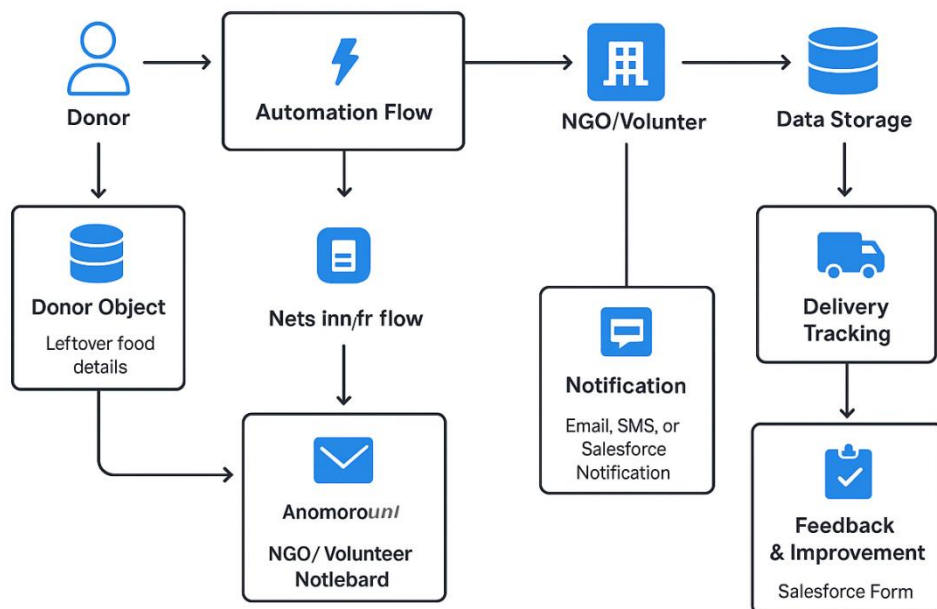 Donor
Automation Flow
NGO/Volunter
Data Storage
Donor Object
Leftover food
details
Nets inn/fr flow
Notification
Email, SMS, or
Salesforce
Notification
Delivery
Tracking
Anomorounl
NGO/ Volunteer
Notlebard
Feedback
& Improvement
Salesforce Form